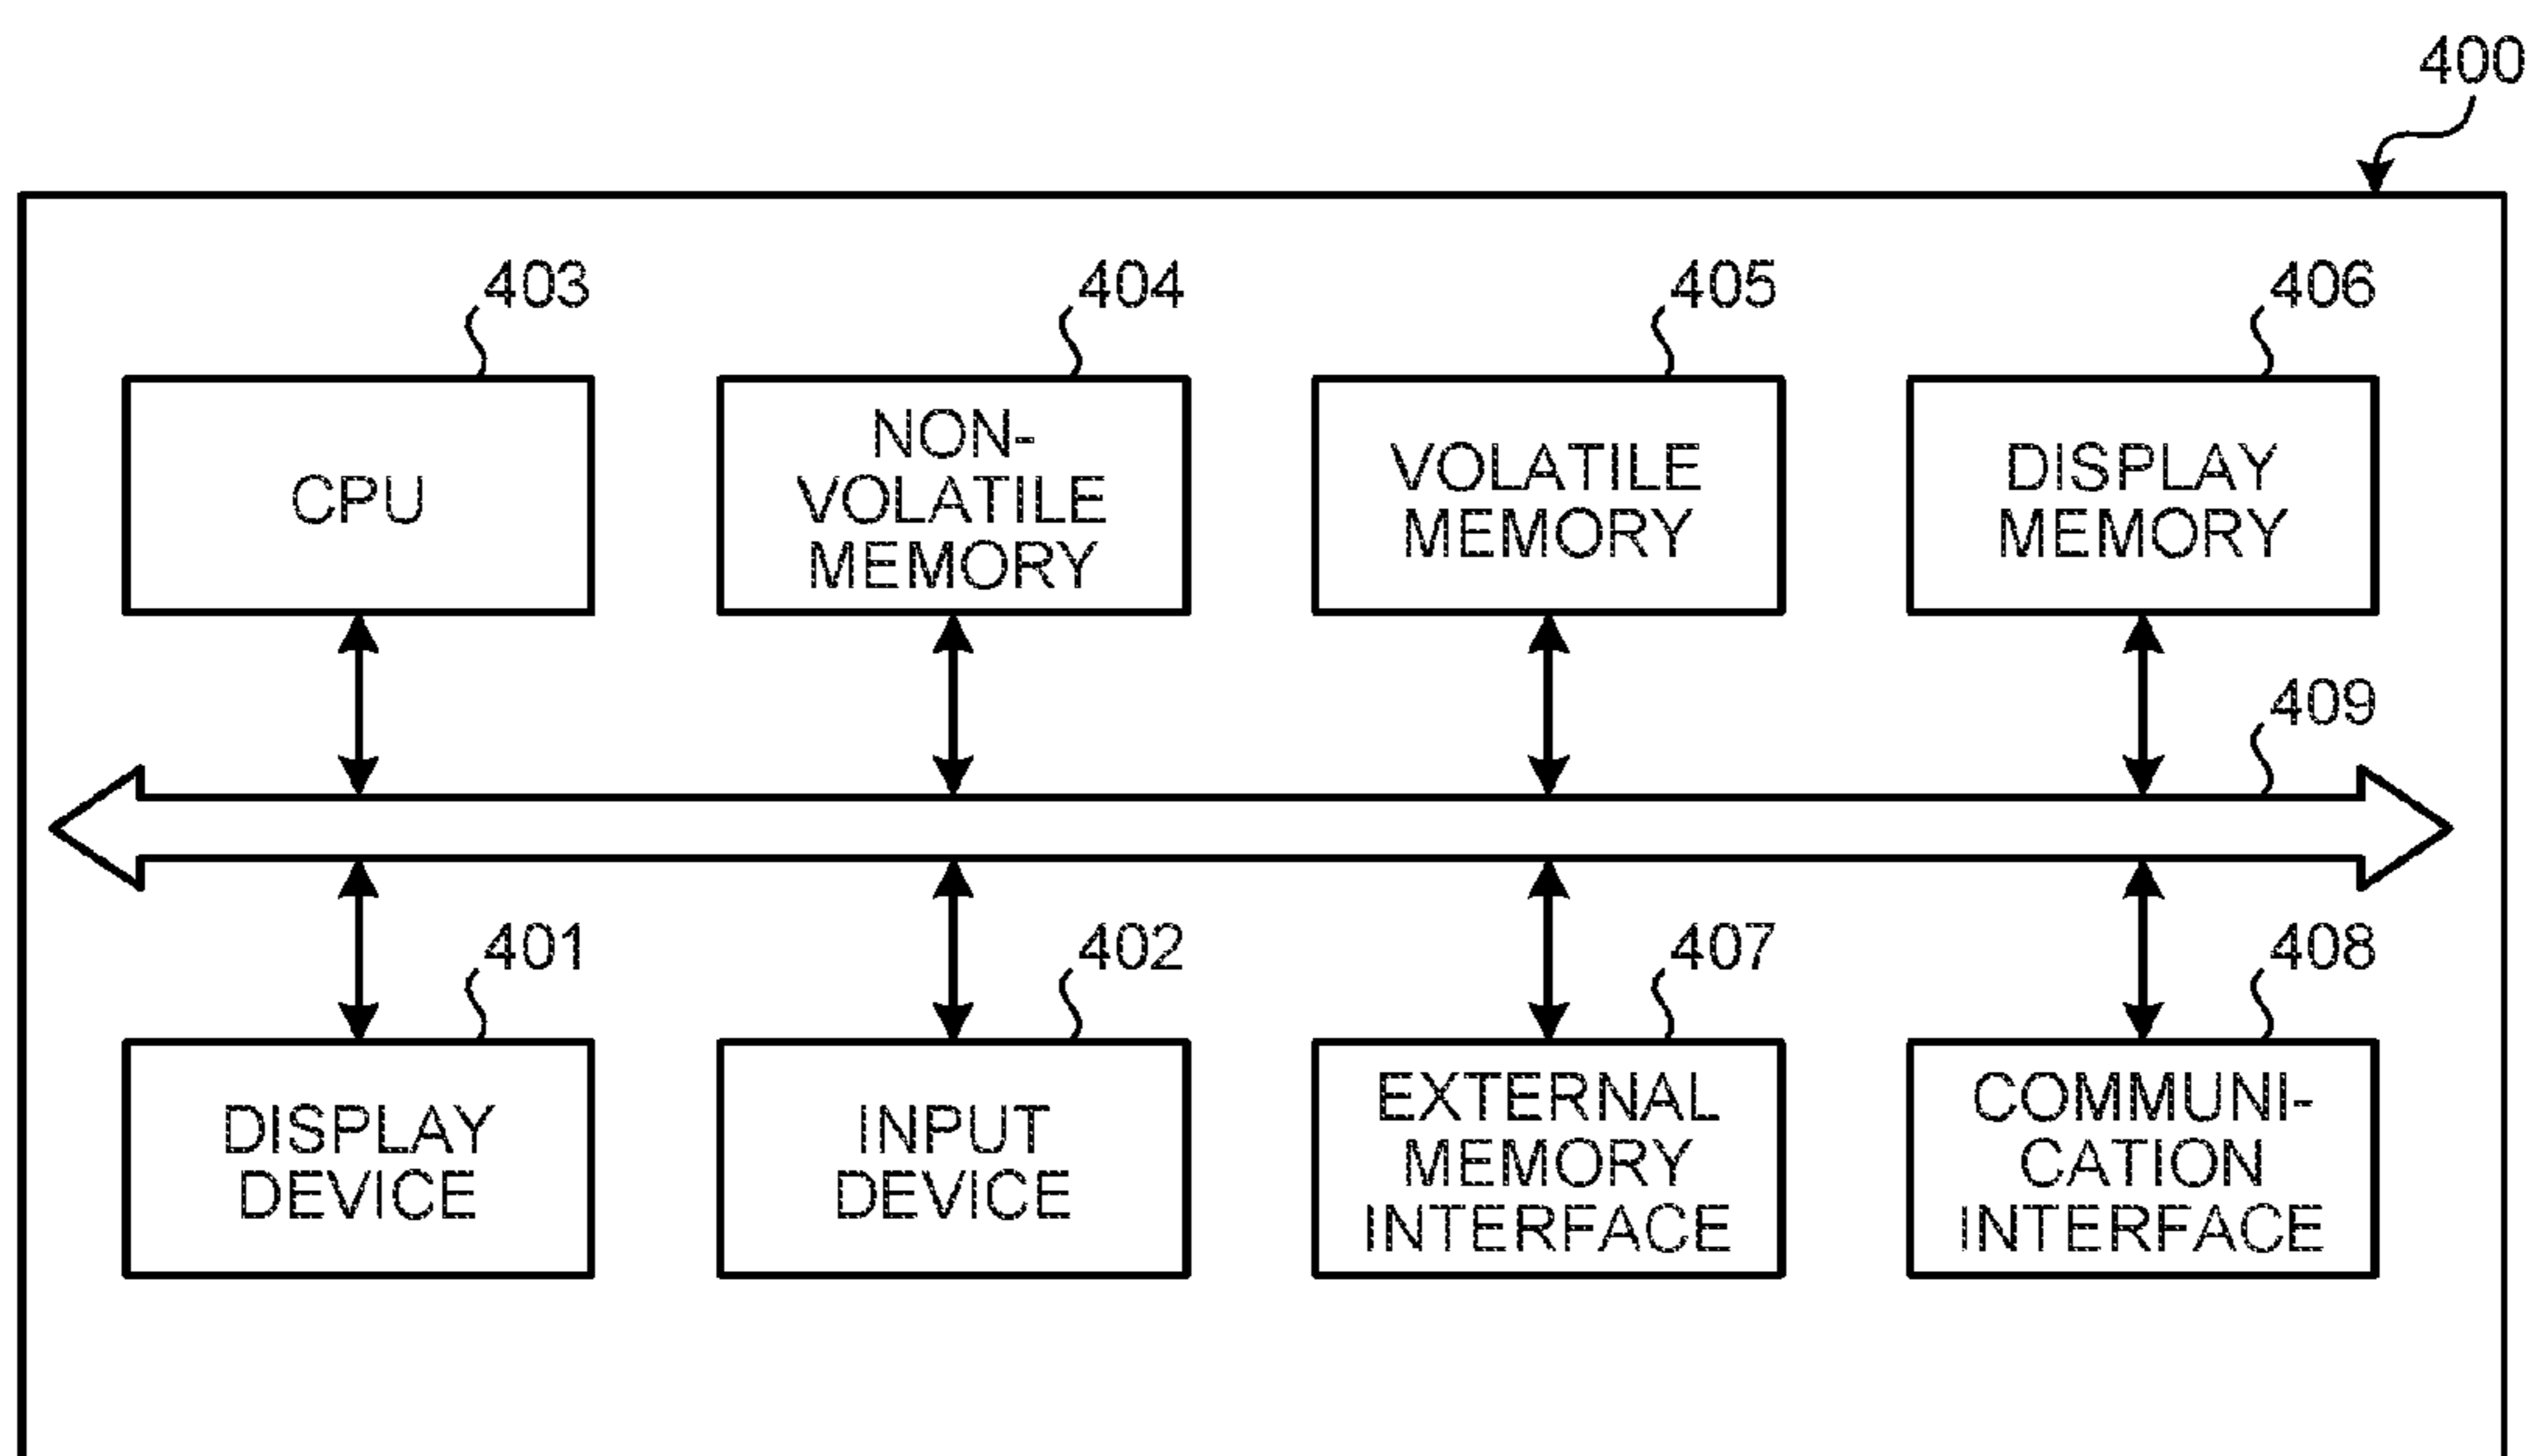 400
403
404
405
406
CPU
NON-
VOLATILE
MEMORY
VOLATILE
MEMORY
DISPLAY
MEMORY
409
401
402
407
408
DISPLAY
DEVICE
INPUT
DEVICE
EXTERNAL
MEMORY
INTERFACE
COMMUNI-
CATION
INTERFACE